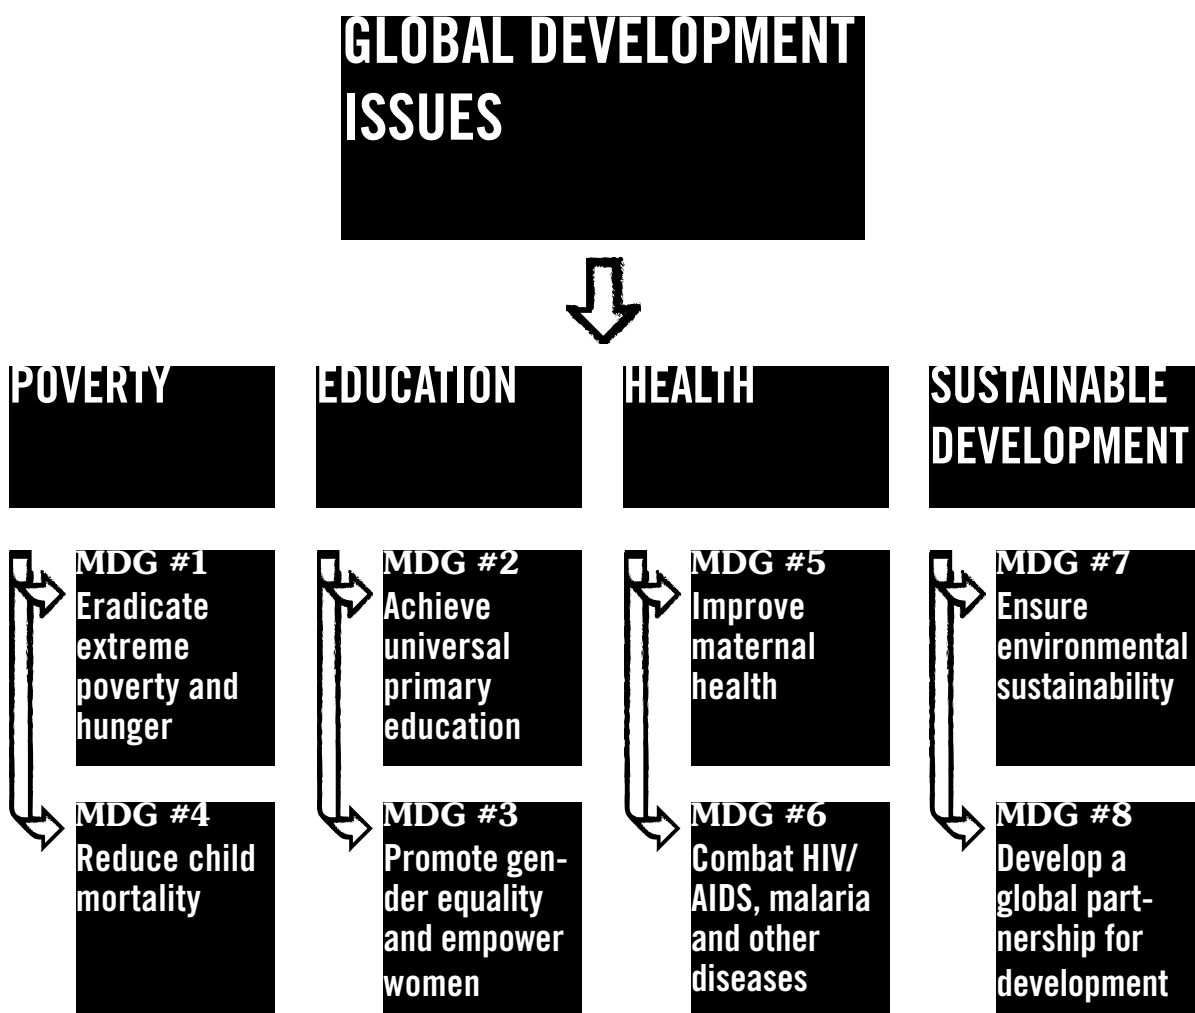 GLOBAL DEVELOPMENT
ISSUES
POVERTY
EDUCATION
HEALTH
SUSTAINABLE
DEVELOPMENT
MDG #1
Eradicate
extreme
poverty and
hunger
MDG #2
Achieve
universal
primary
education
MDG #5
Improve
maternal
health
MDG #7
Ensure
environmental
sustainability
MDG #4
Reduce child
mortality
MDG #3
Promote gen-
der equality
and empower
women
MDG #6
Combat HIV/
AIDS, malaria
and other
diseases
MDG #8
Develop a
global part-
nership for
development